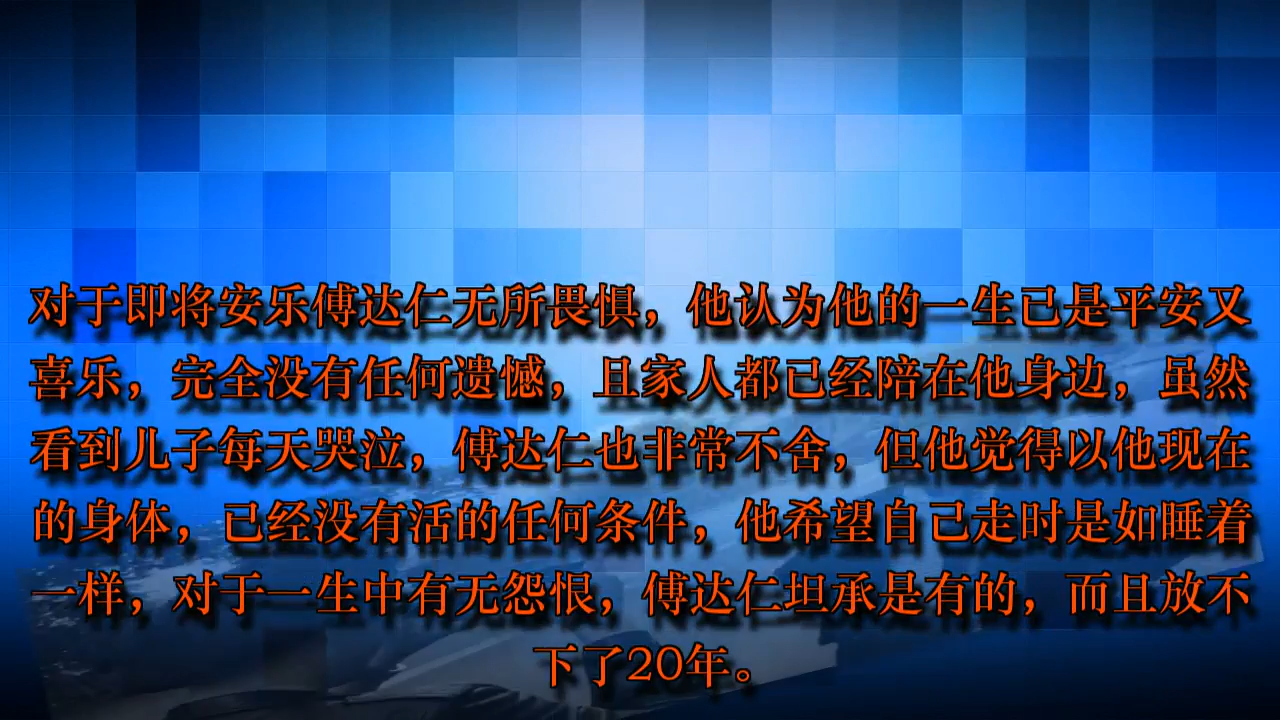 对于即将安乐傅达仁无所畏惧，他认为他的一生已是平安又
喜乐，完全没有任何遗憾，且家人都已经陪在他身边，虽然
看到儿子每天哭泣，傅达仁也非常不舍，但他觉得以他现在
的身体，已经没有活的任何条件，他希望自己走时是如睡着
一样，对于一生中有无怨恨，傅达仁坦承是有的，而且放不
下了20年。